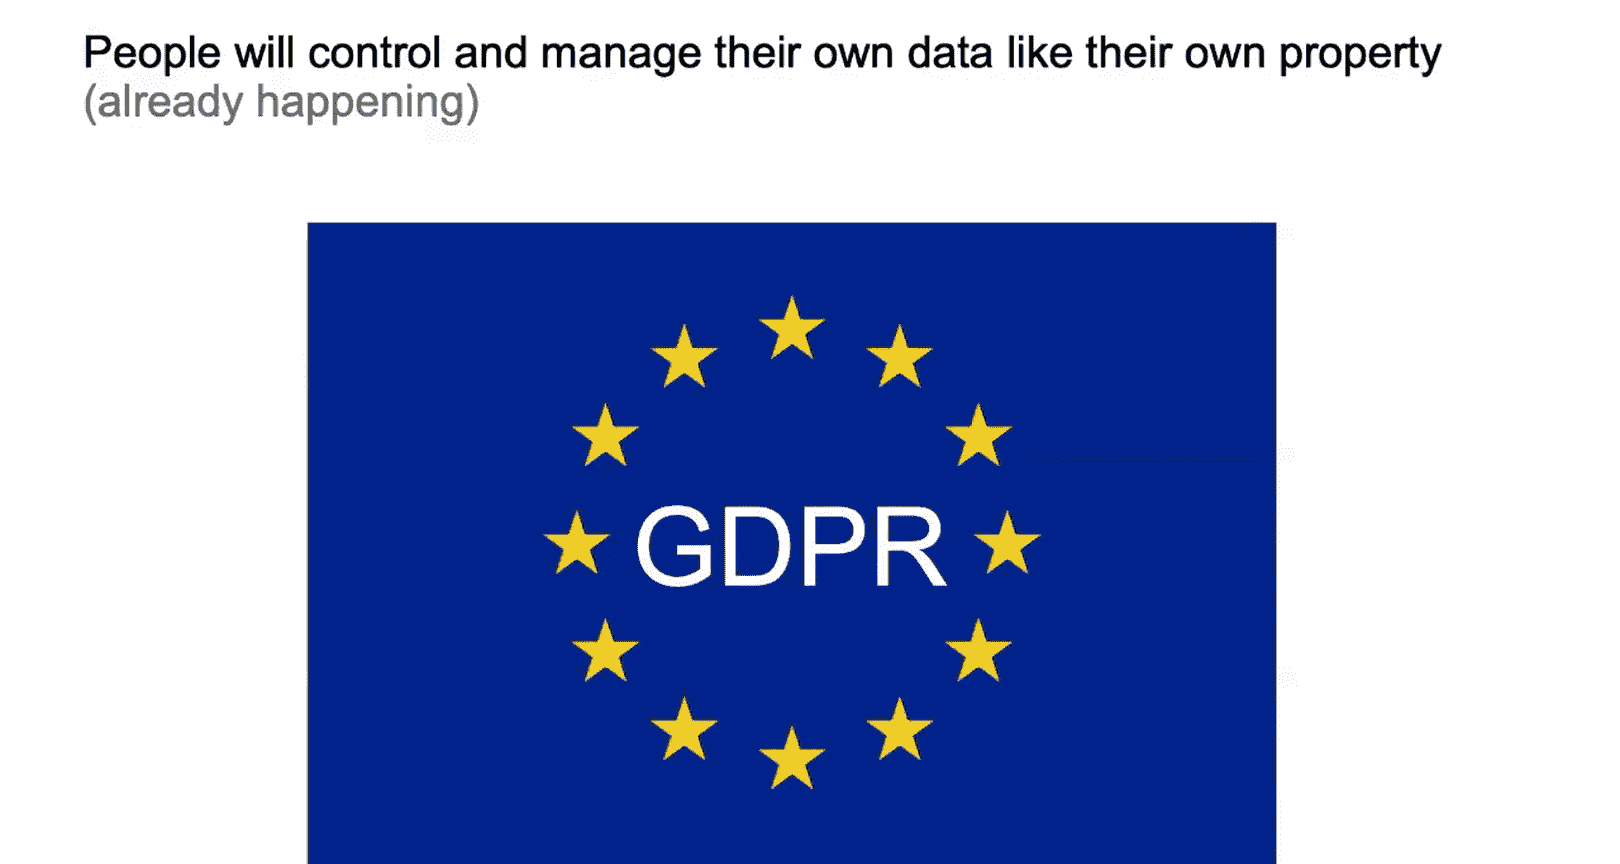 People will control and manage their own data like their own property
(already happening)
GDPR